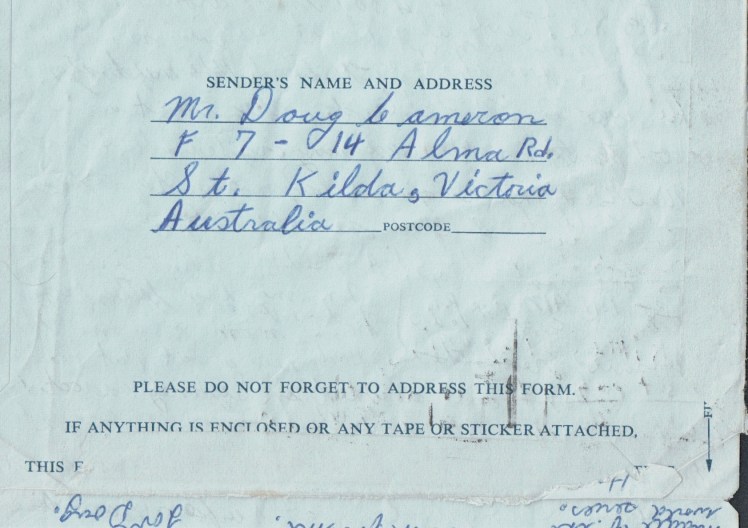 SENDER'S NAME AND ADDRESS
Mr. Doug Cameron
F 7 - 14 Alma Rd.
St. Kilda, Victoria
Australia POSTCODE
PLEASE DO NOT FORGET TO ADDRESS THIS FORM.
IF ANYTHING IS ENCLOSED OR ANY TAPE OR STICKER ATTACHED,
THIS F
Doug.